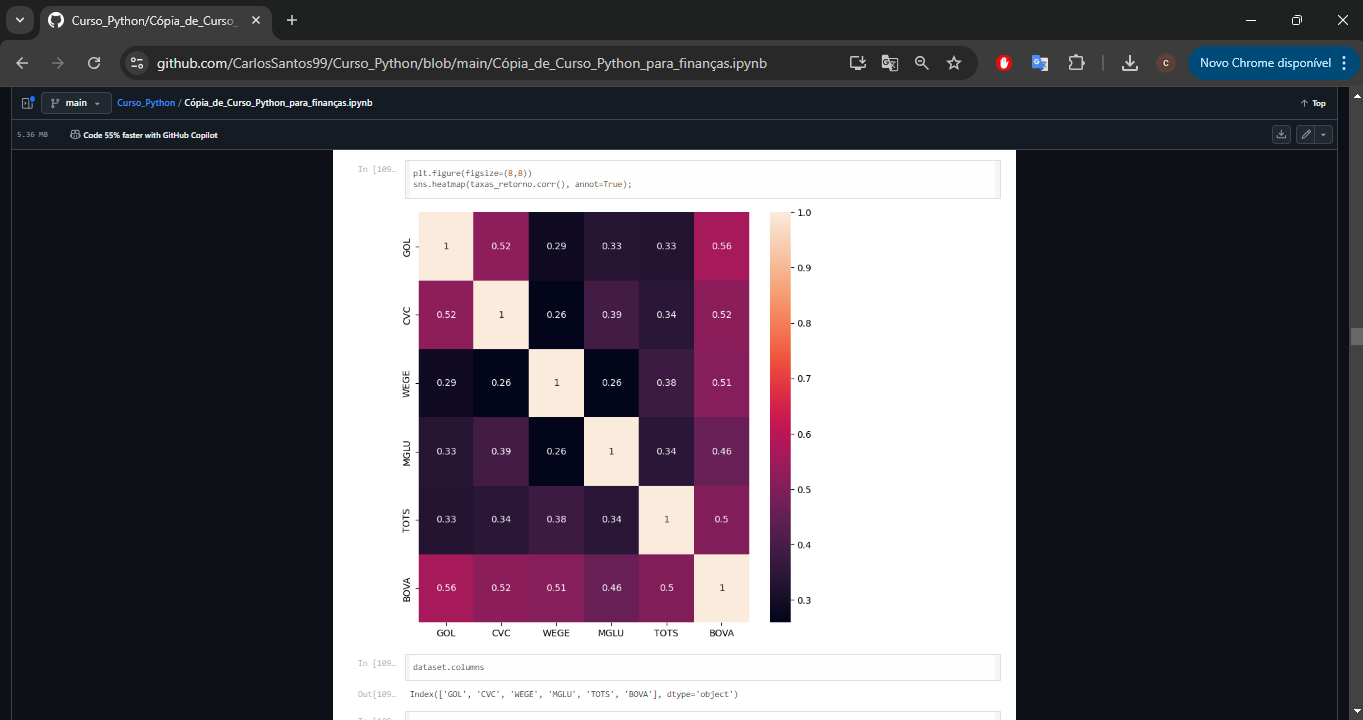 Curso_Python/Cópia_de_Curso_
github.com/CarlosSantos99/Curso_Python/blob/main/Cópia_de_Curso_Python_para_finanças.ipynb
C
Novo Chrome disponível
main
Curso_Python / Cópia_de_Curso_Python_para_finanças.ipynb
Top
5.36 MB
Code 55% faster with GitHub Copilot
In [109…
plt.figure(figsize=(8,8))
sns.heatmap(taxas_retorno.corr(), annot=True);
GOL 1 0.52 0.29 0.33 0.33 0.56
CVC 0.52 1 0.26 0.39 0.34 0.52
WEGE 0.29 0.26 1 0.26 0.38 0.51
MGLU 0.33 0.39 0.26 1 0.34 0.46
TOTS 0.33 0.34 0.38 0.34 1 0.5
BOVA 0.56 0.52 0.51 0.46 0.5 1
GOL CVC WEGE MGLU TOTS BOVA
1.0
0.9
0.8
0.7
0.6
0.5
0.4
0.3
In [109…
dataset.columns
Out[109…
Index(['GOL', 'CVC', 'WEGE', 'MGLU', 'TOTS', 'BOVA'], dtype='object')